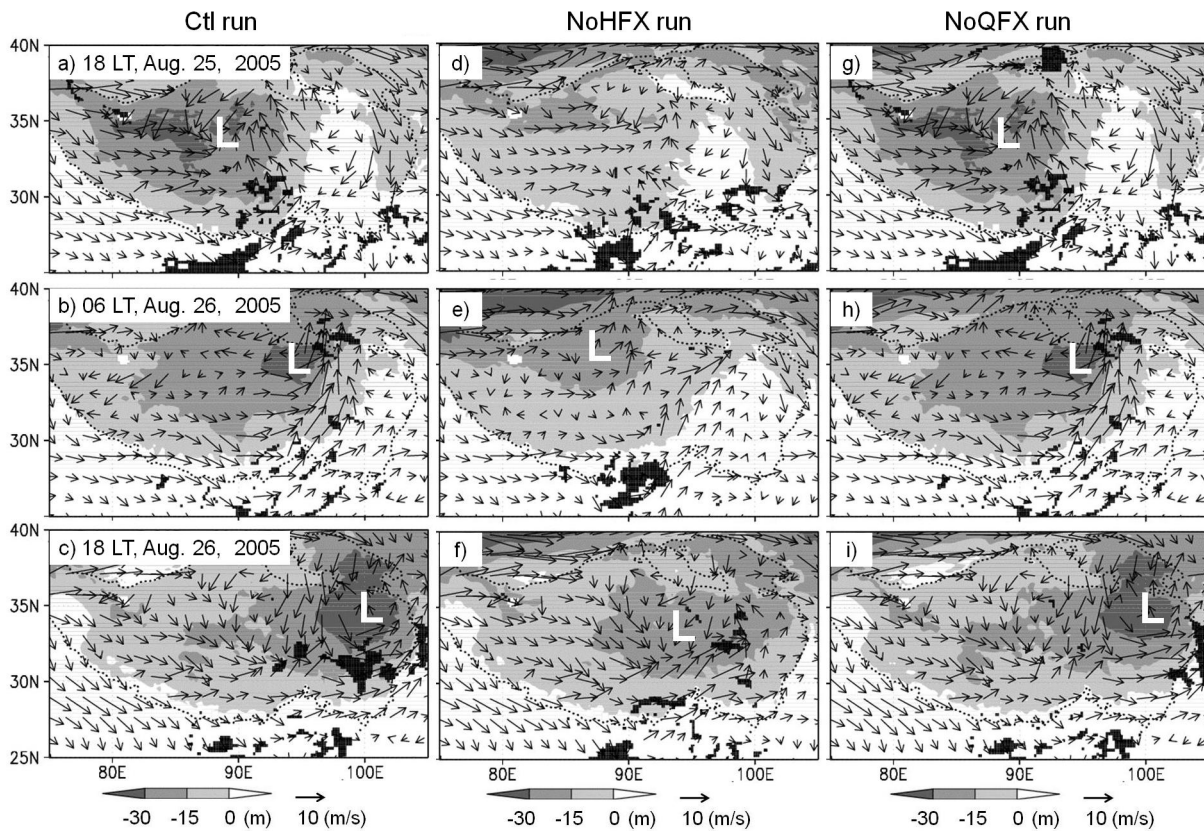 Ctl run NoHFX run NoQFX run
40N
a) 18 LT, Aug. 25, 2005 d) g)
35N
L L
30N
25N
40N
b) 06 LT, Aug. 26, 2005 e) h)
35N
L L L
30N
40N
c) 18 LT, Aug. 26, 2005 f) i)
35N
L L L
30N
25N
80E 90E 100E 80E 90E 100E 80E 90E 100E
-30 -15 0 (m) 10 (m/s) -30 -15 0 (m) 10 (m/s) -30 -15 0 (m) 10 (m/s)